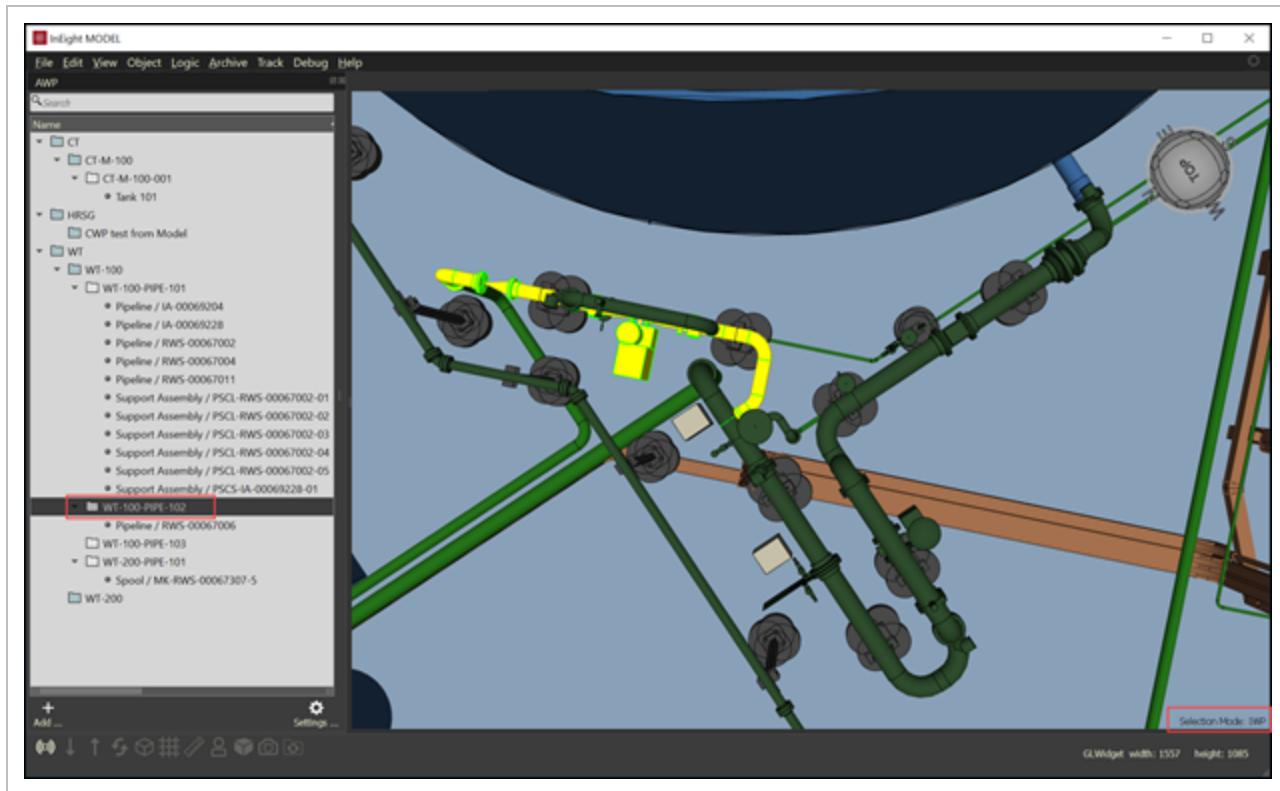 InEight MODEL
File Edit View Object Logic Archive Track Debug Help
AWP
Search
Name
CT
CT-M-100
CT-M-100-001
Tank 101
HRSG
CWP test from Model
WT
WT-100
WT-100-PIPE-101
Pipeline / IA-00069204
Pipeline / IA-00069228
Pipeline / RWS-00067002
Pipeline / RWS-00067004
Pipeline / RWS-00067011
Support Assembly / PSCL-RWS-00067002-01
Support Assembly / PSCL-RWS-00067002-02
Support Assembly / PSCL-RWS-00067002-03
Support Assembly / PSCL-RWS-00067002-04
Support Assembly / PSCL-RWS-00067002-05
Support Assembly / PSCS-IA-00069228-01
WT-100-PIPE-102
Pipeline / RWS-00067006
WT-100-PIPE-103
WT-200-PIPE-101
Spool / MK-RWS-00067307-5
WT-200
TOP
Selection Mode: IWP
Add ...
Settings ...
GLWidget width: 1557 height: 1085